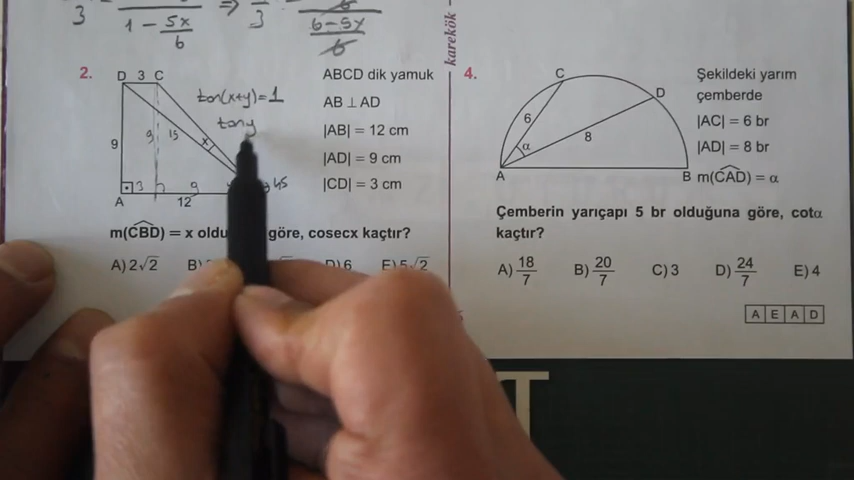 3
1 - 5x/6
⇒
3
6-5x/6
karekök
2.
D 3 C
tan(x+y)=1
tany
9
9
15
x
45
3
9
A
12
ABCD dik yamuk
AB ⊥ AD
|AB| = 12 cm
|AD| = 9 cm
|CD| = 3 cm
m(CBD) = x göre, cosecx kaçtır?
A) 2√2 B) D) 6 E) 5√2
4.
C
D
6
8
α
A
B
Şekildeki yarım
çemberde
|AC| = 6 br
|AD| = 8 br
m(CAD) = α
Çemberin yarıçapı 5 br olduğuna göre, cotα
kaçtır?
A) 18/7 B) 20/7 C) 3 D) 24/7 E) 4
A E A D